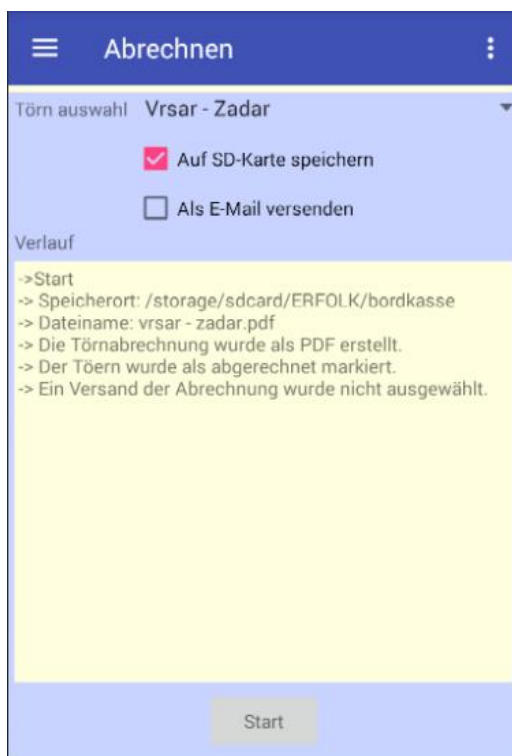 Abrechnen
Törn auswahl Vrsar - Zadar
Auf SD-Karte speichern
Als E-Mail versenden
Verlauf
->Start
-> Speicherort: /storage/sdcard/ERFOLK/bordkasse
-> Dateiname: vrsar - zadar.pdf
-> Die Törnabrechnung wurde als PDF erstellt.
-> Der Töern wurde als abgerechnet markiert.
-> Ein Versand der Abrechnung wurde nicht ausgewählt.
Start